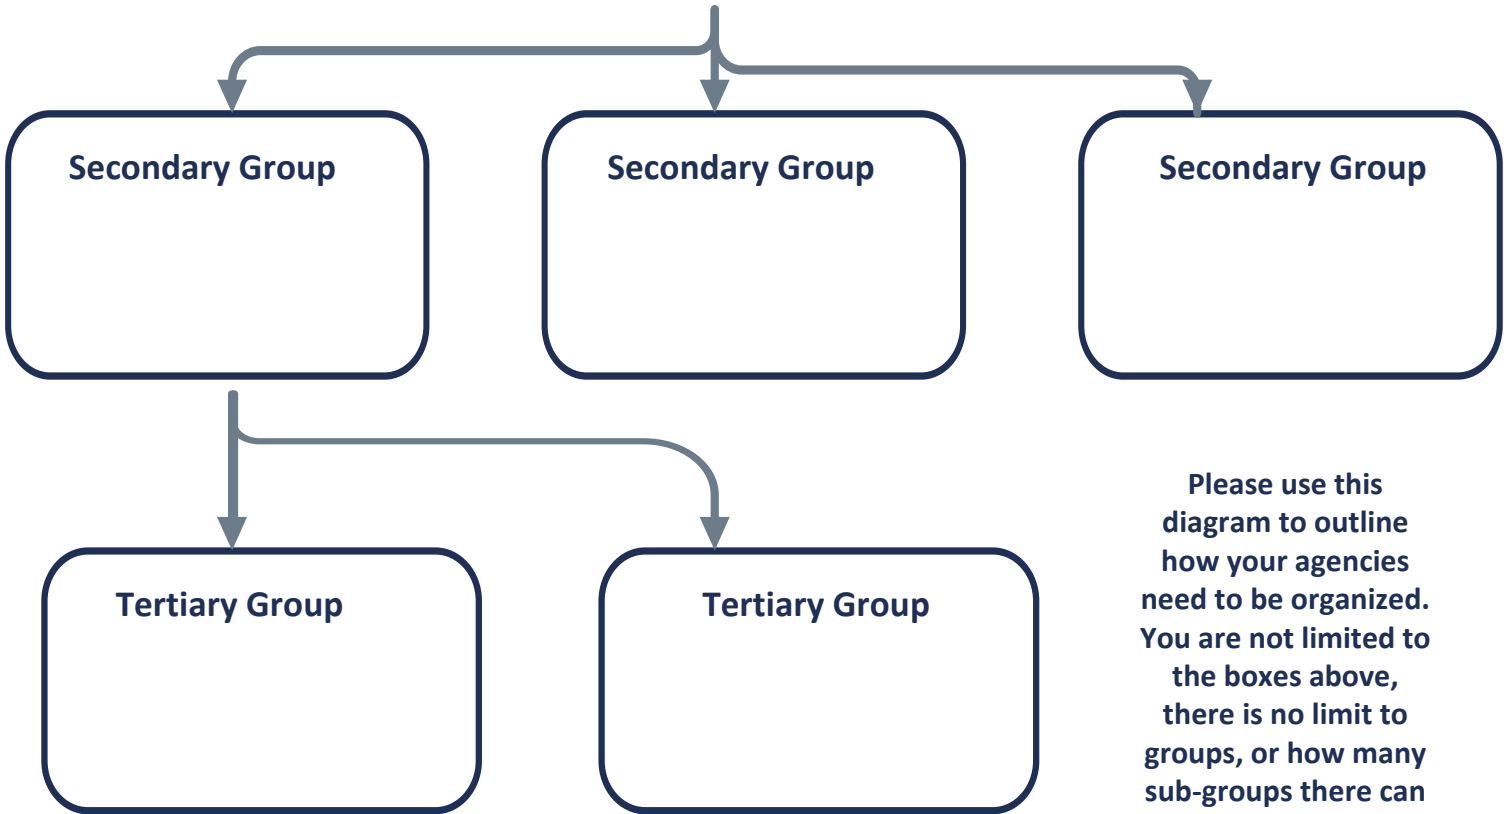 Secondary Group
Secondary Group
Secondary Group
Tertiary Group
Tertiary Group
Please use this
diagram to outline
how your agencies
need to be organized.
You are not limited to
the boxes above,
there is no limit to
groups, or how many
sub-groups there can